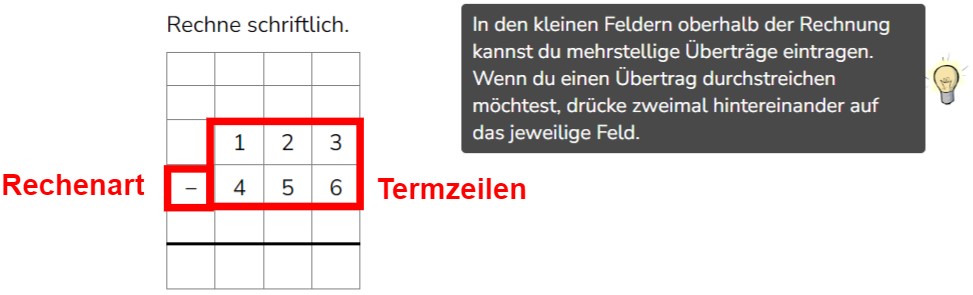 Rechne schriftlich.
In den kleinen Feldern oberhalb der Rechnung
kannst du mehrstellige Überträge eintragen.
Wenn du einen Übertrag durchstreichen
möchtest, drücke zweimal hintereinander auf
das jeweilige Feld.
1 2 3
Rechenart − 4 5 6 Termzeilen